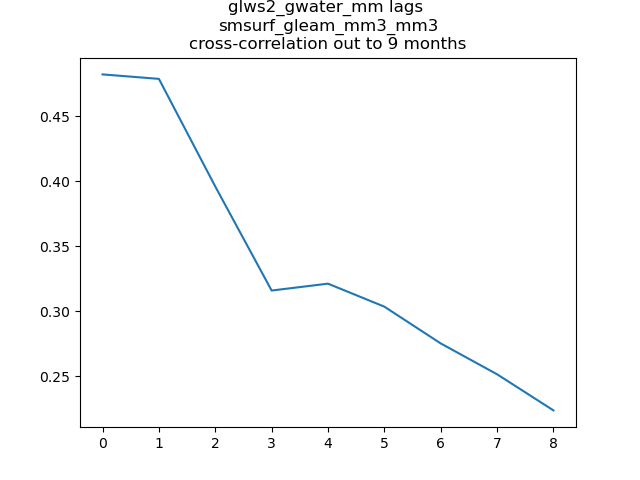 glws2_gwater_mm lags
smsurf_gleam_mm3_mm3
cross-correlation out to 9 months
0.45
0.40
0.35
0.30
0.25
0 1 2 3 4 5 6 7 8